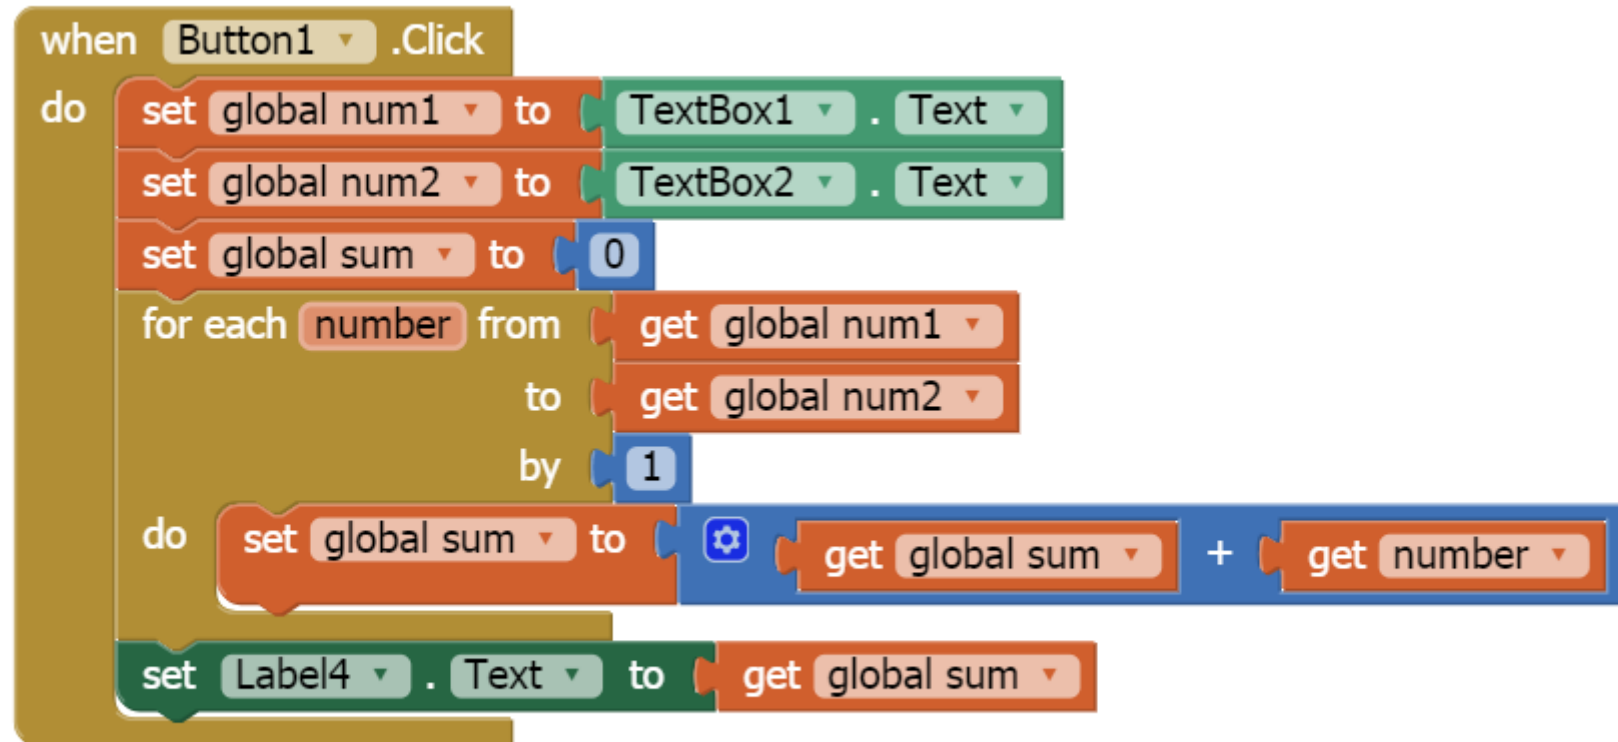 when Button1 .Click
do set global num1 to TextBox1 . Text
set global num2 to TextBox2 . Text
set global sum to 0
for each number from get global num1
to get global num2
by 1
do set global sum to get global sum + get number
set Label4 . Text to get global sum